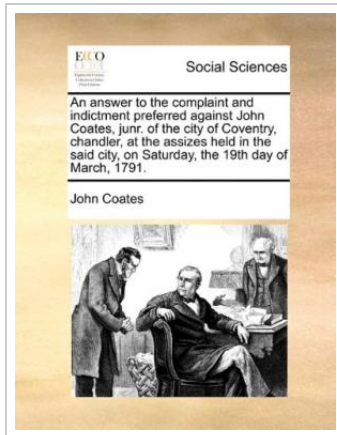 ECCO
Social Sciences
An answer to the complaint and
indictment preferred against John
Coates, junr. of the city of Coventry,
chandler, at the assizes held in the
said city, on Saturday, the 19th day of
March, 1791.
John Coates